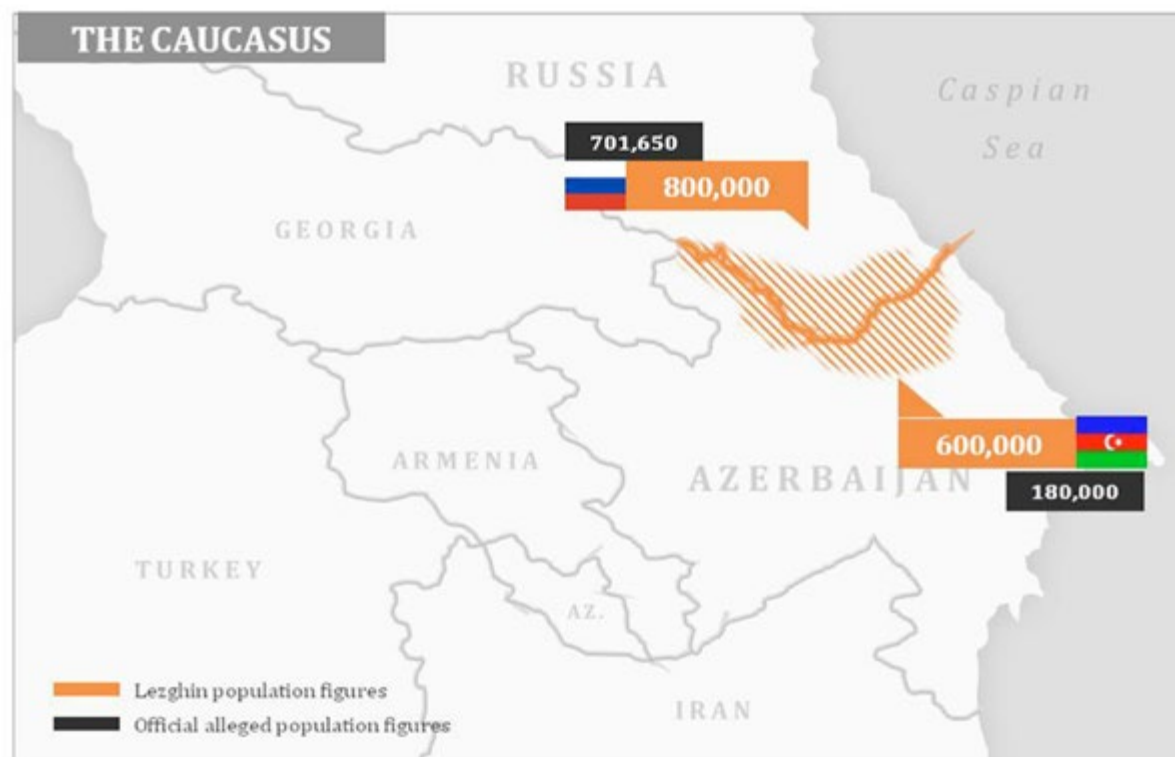 THE CAUCASUS
RUSSIA
Caspian
Sea
701,650
800,000
GEORGIA
600,000
ARMENIA
AZERBAIJAN
180,000
TURKEY
AZ.
Lezghin population figures
IRAN
Official alleged population figures